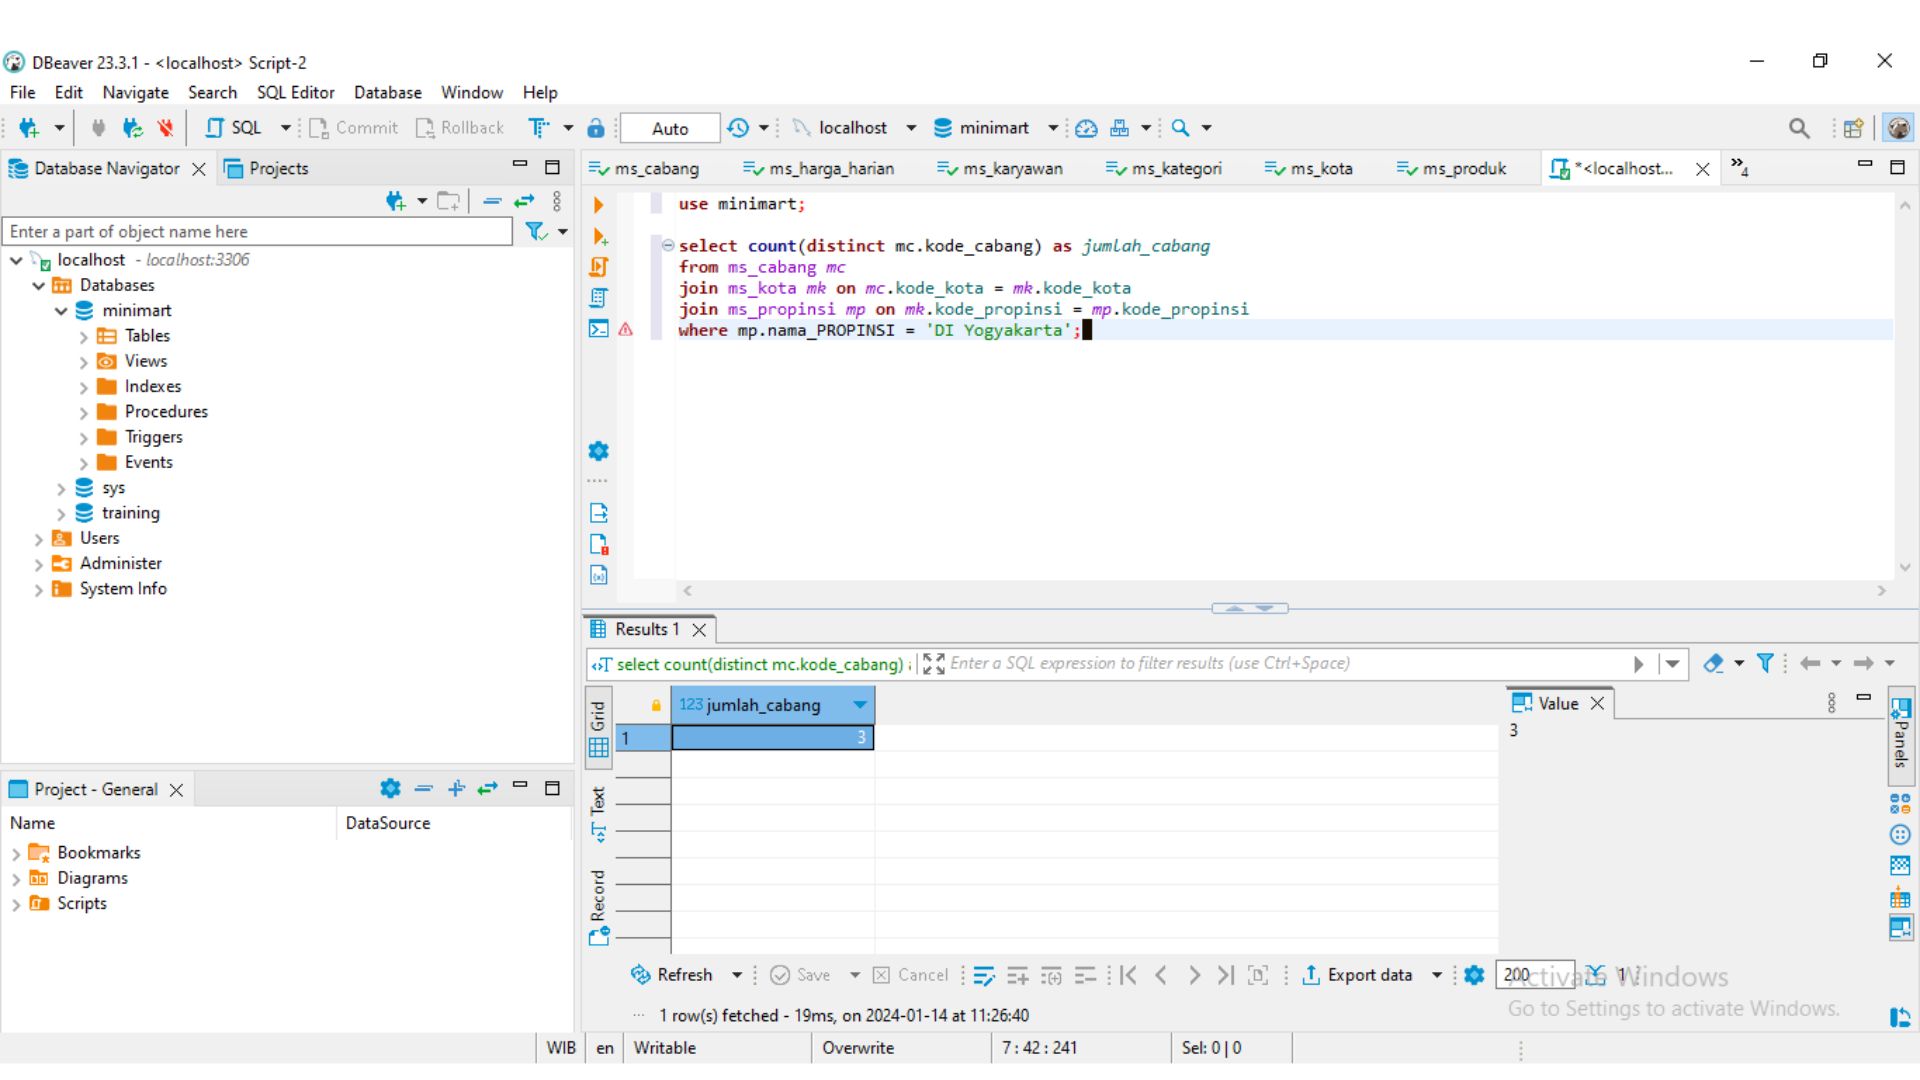 DBeaver 23.3.1 - <localhost> Script-2
File Edit Navigate Search SQL Editor Database Window Help
SQL Commit Rollback Auto localhost minimart
Database Navigator Projects
Enter a part of object name here
localhost - localhost:3306
Databases
minimart
Tables
Views
Indexes
Procedures
Triggers
Events
sys
training
Users
Administer
System Info
Project - General
Name DataSource
Bookmarks
Diagrams
Scripts
ms_cabang ms_harga_harian ms_karyawan ms_kategori ms_kota ms_produk *<localhost... »4
use minimart;
select count(distinct mc.kode_cabang) as jumlah_cabang
from ms_cabang mc
join ms_kota mk on mc.kode_kota = mk.kode_kota
join ms_propinsi mp on mk.kode_propinsi = mp.kode_propinsi
where mp.nama_PROPINSI = 'DI Yogyakarta';
Results 1
select count(distinct mc.kode_cabang) Enter a SQL expression to filter results (use Ctrl+Space)
Grid
Text
Record
123 jumlah_cabang
1 3
Value
3
Panels
Refresh Save Cancel Export data 200 1
1 row(s) fetched - 19ms, on 2024-01-14 at 11:26:40
Activate Windows
Go to Settings to activate Windows.
WIB en Writable Overwrite 7 : 42 : 241 Sel: 0 | 0